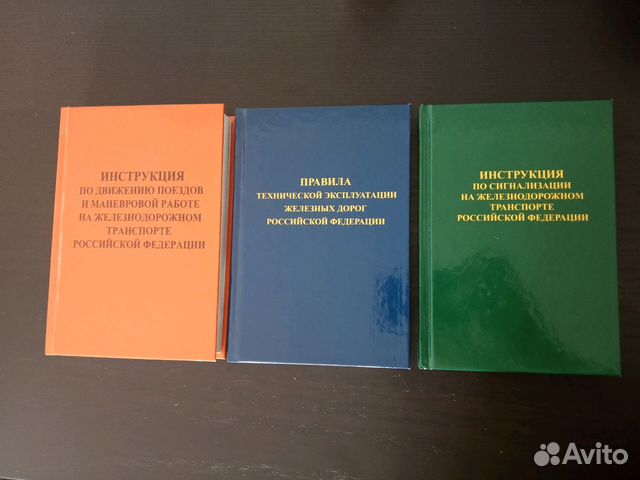 ИНСТРУКЦИЯ
ПО ДВИЖЕНИЮ ПОЕЗДОВ
И МАНЕВРОВОЙ РАБОТЕ
НА ЖЕЛЕЗНОДОРОЖНОМ
ТРАНСПОРТЕ
РОССИЙСКОЙ ФЕДЕРАЦИИ
ПРАВИЛА
ТЕХНИЧЕСКОЙ ЭКСПЛУАТАЦИИ
ЖЕЛЕЗНЫХ ДОРОГ
РОССИЙСКОЙ ФЕДЕРАЦИИ
ИНСТРУКЦИЯ
ПО СИГНАЛИЗАЦИИ
НА ЖЕЛЕЗНОДОРОЖНОМ
ТРАНСПОРТЕ
РОССИЙСКОЙ ФЕДЕРАЦИИ
Avito